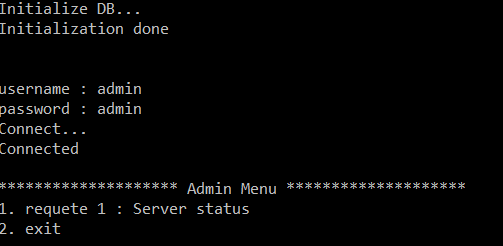 Initialize DB...
Initialization done
username : admin
password : admin
Connect...
Connected
******************** Admin Menu ********************
1. requete 1 : Server status
2. exit